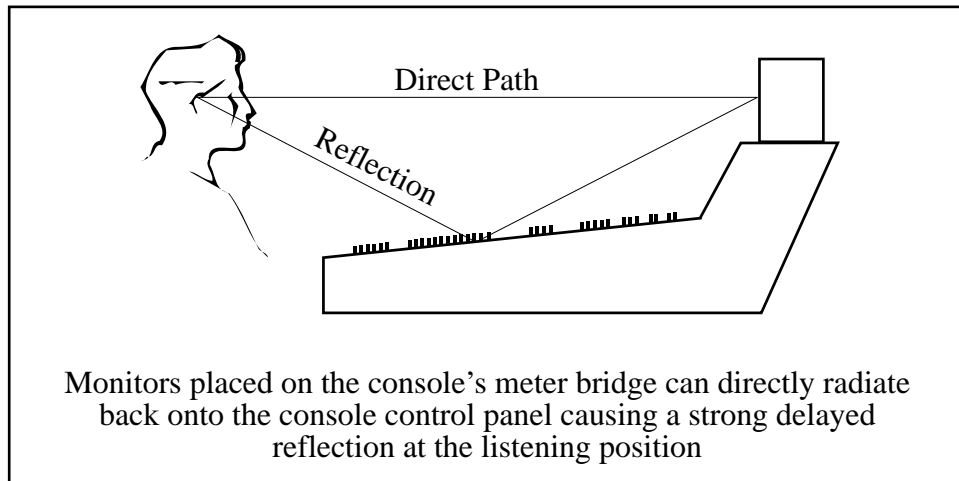 Direct Path
Reflection
Monitors placed on the console’s meter bridge can directly radiate
back onto the console control panel causing a strong delayed
reflection at the listening position